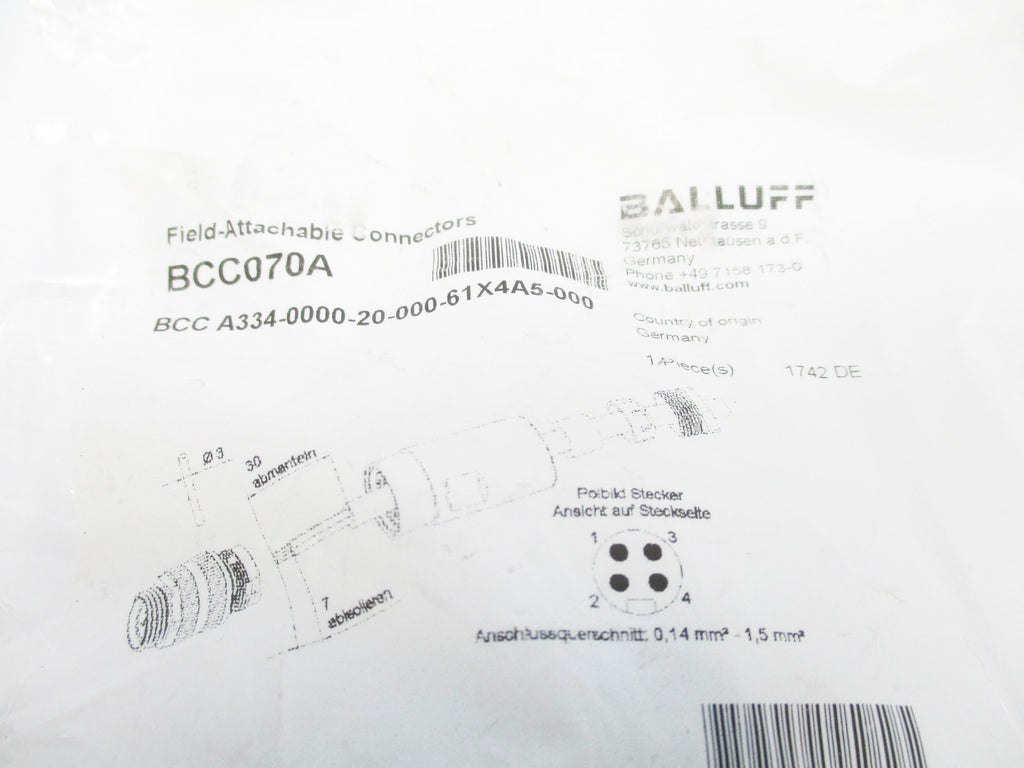 Field-Attachable Connectors
BCC070A
BCC A334-0000-20-000-61X4A5-000
BALLUFF
9
73765 a.d.F.
Germany
Phone +49 7158 173-0
www.balluff.com
Country of origin
Germany
1 Piece(s) 1742 DE
Ø 3
30
abmanteln
7
abisolieren
Polbild Stecker
Ansicht auf Steckseite
1 3
2 4
Anschlussquerschnitt: 0,14 mm² - 1,5 mm²